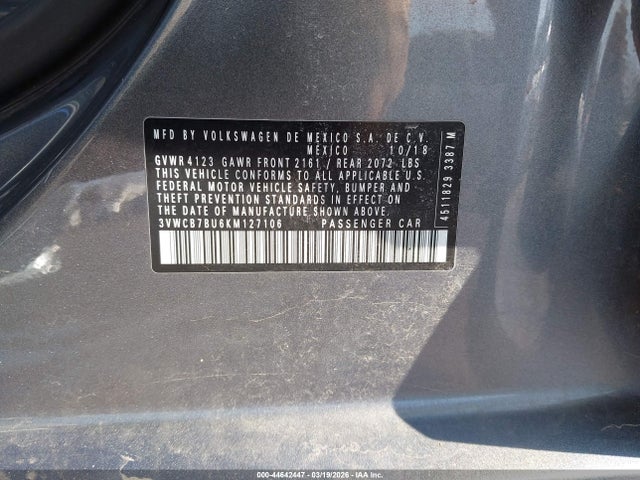 MFD BY VOLKSWAGEN DE MEXICO S.A. DE C.V.
MEXICO 10/18
GVWR 4123 GAWR FRONT 2161 / REAR 2072 LBS
THIS VEHICLE CONFORMS TO ALL APPLICABLE U.S.
FEDERAL MOTOR VEHICLE SAFETY, BUMPER, AND
THEFT PREVENTION STANDARDS IN EFFECT ON THE
DATE OF MANUFACTURE SHOWN ABOVE.
3VWCB7BU6KM127106 PASSENGER CAR
4511829 3387 M
000-44642447 | 03/19/2026 | IAAI.COM